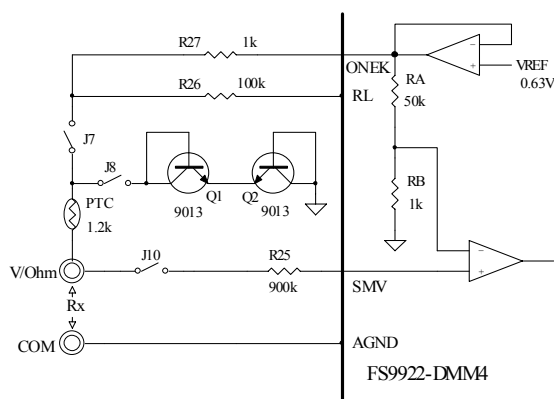 R27 1k
ONEK
R26 100k
RL
RA
50k
VREF
0.63V
J7
J8
Q1 Q2
9013 9013
PTC
1.2k
RB
1k
V/Ohm
J10
R25
900k
SMV
Rx
COM
AGND
FS9922-DMM4
- +
- +